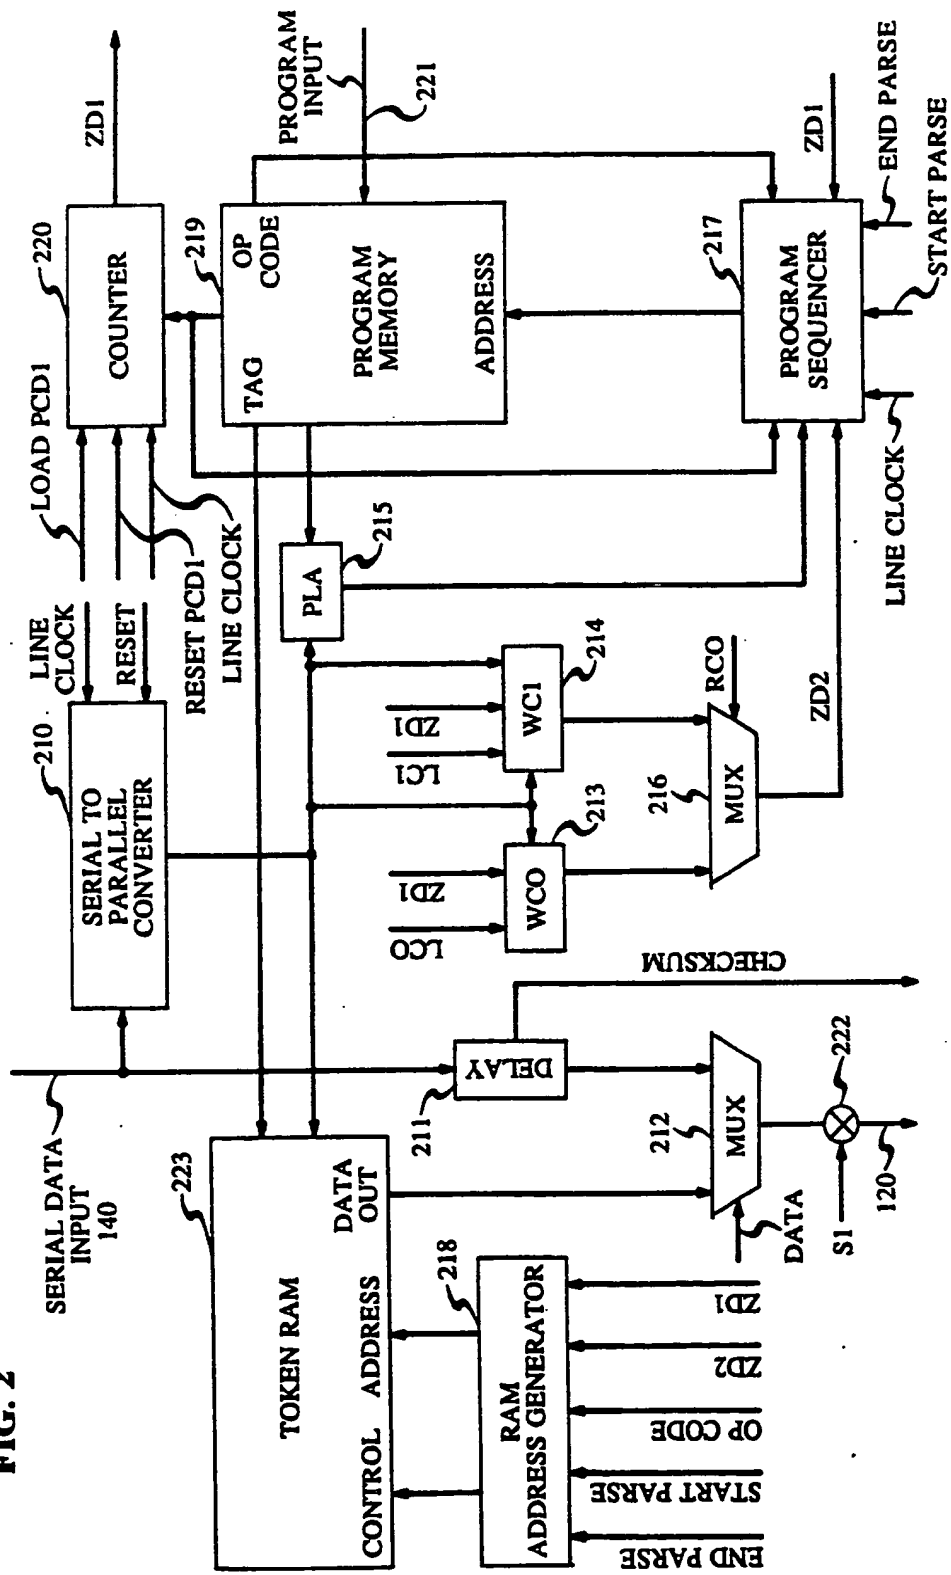 FIG. 2
SERIAL DATA
INPUT
140
210
SERIAL TO
PARALLEL
CONVERTER
LINE
CLOCK
RESET
LOAD PCD1
RESET PCD1
LINE CLOCK
220
COUNTER
ZD1
223
TOKEN RAM
DATA
OUT
CONTROL
ADDRESS
PLA
215
TAG
OP
CODE
219
PROGRAM
MEMORY
ADDRESS
PROGRAM
INPUT
221
211
DELAY
CHECKSUM
LCO
ZD1
WCO
213
LC1
ZD1
WC1
214
218
RAM
ADDRESS GENERATOR
END PARSE
START PARSE
OP CODE
ZD2
ZD1
DATA
212
MUX
S1
222
120
216
MUX
RCO
ZD2
217
PROGRAM
SEQUENCER
LINE CLOCK
START PARSE
END PARSE
ZD1